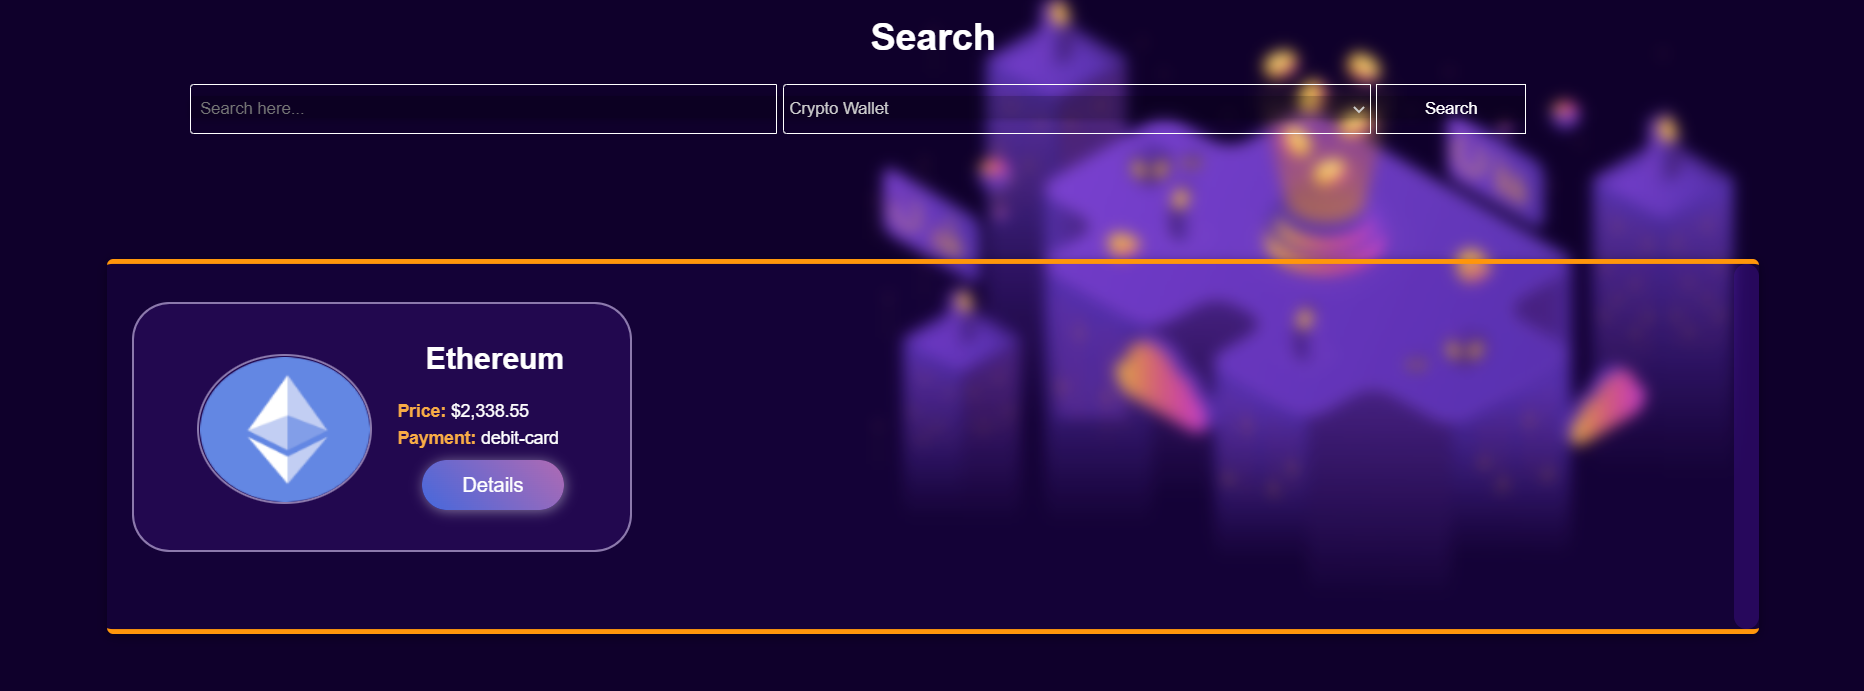 Search
Search here...
Crypto Wallet
Search
Ethereum
Price: $2,338.55
Payment: debit-card
Details